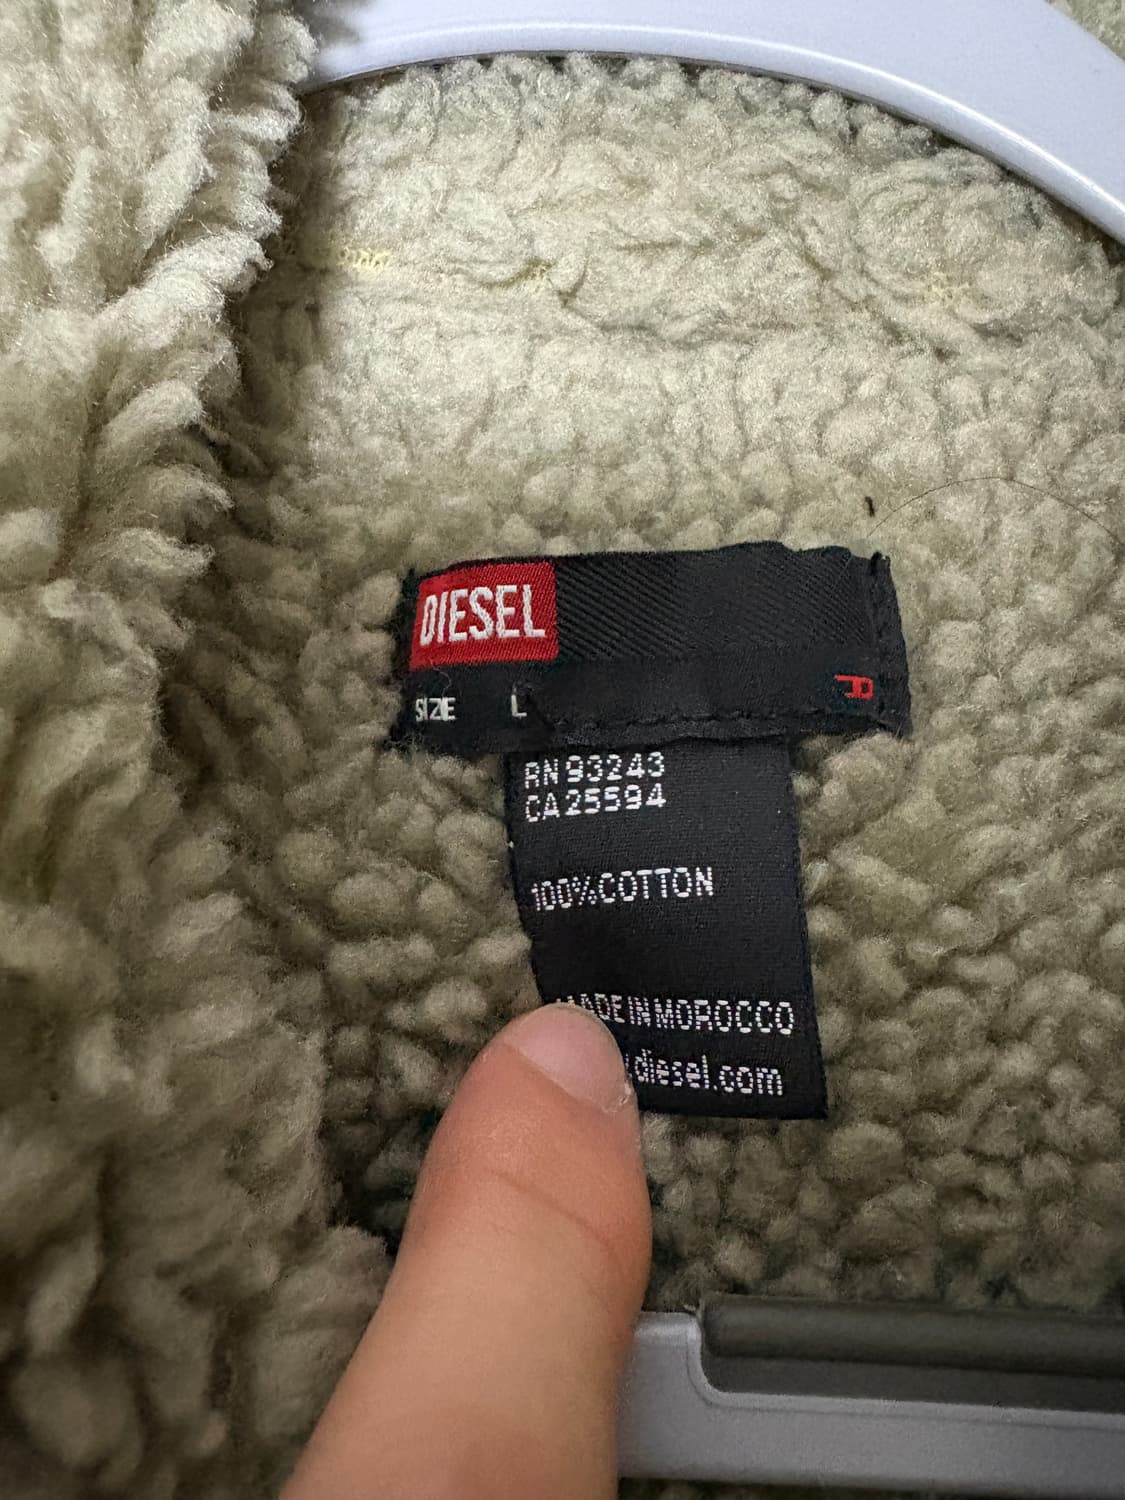 DIESEL
SIZE L
R
RN 93243
CA 25594
100% COTTON
MADE IN MOROCCO
.diesel.com